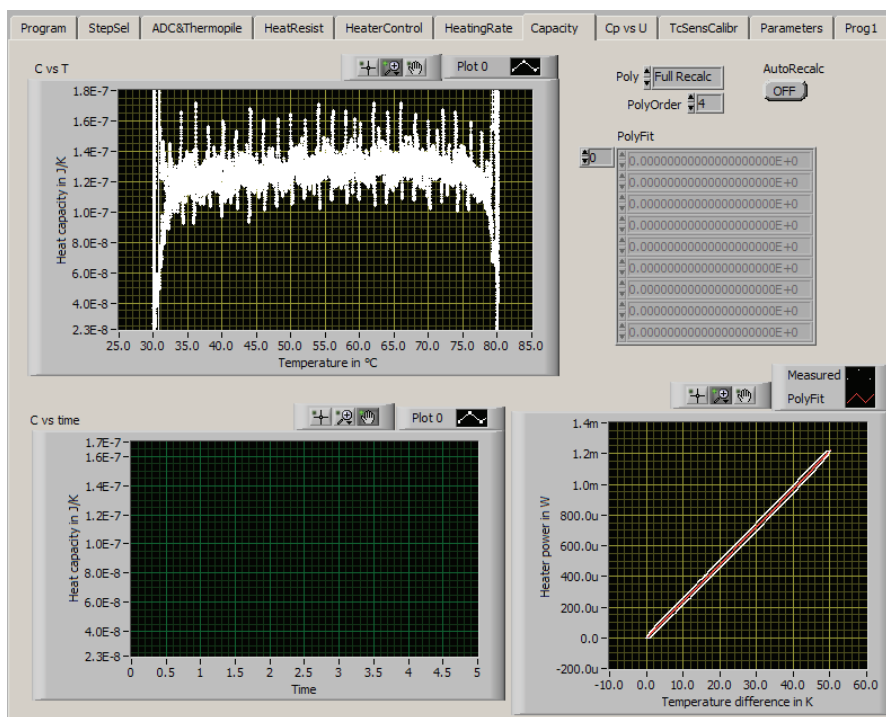 Program StepSel ADC&Thermopile HeatResist HeaterControl HeatingRate Capacity Cp vs U TcSensCalibr Parameters Prog1
C vs T
Plot 0
1.8E-7
1.6E-7
1.4E-7
1.2E-7
1.0E-7
8.0E-8
6.0E-8
4.0E-8
2.3E-8
Heat capacity in J/K
25.0 30.0 35.0 40.0 45.0 50.0 55.0 60.0 65.0 70.0 75.0 80.0 85.0
Temperature in °C
Poly Full Recalc
PolyOrder 4
AutoRecalc
OFF
PolyFit
0
0.00000000000000000000E+0
0.00000000000000000000E+0
0.00000000000000000000E+0
0.00000000000000000000E+0
0.00000000000000000000E+0
0.00000000000000000000E+0
0.00000000000000000000E+0
0.00000000000000000000E+0
0.00000000000000000000E+0
C vs time
Plot 0
1.7E-7
1.6E-7
1.4E-7
1.2E-7
1.0E-7
8.0E-8
6.0E-8
4.0E-8
2.3E-8
Heat capacity in J/K
0 0.5 1 1.5 2 2.5 3 3.5 4 4.5 5
Time
Measured
PolyFit
1.4m
1.2m
1.0m
800.0u
600.0u
400.0u
200.0u
0.0
-200.0u
Heater power in W
-10.0 0.0 10.0 20.0 30.0 40.0 50.0 60.0
Temperature difference in K